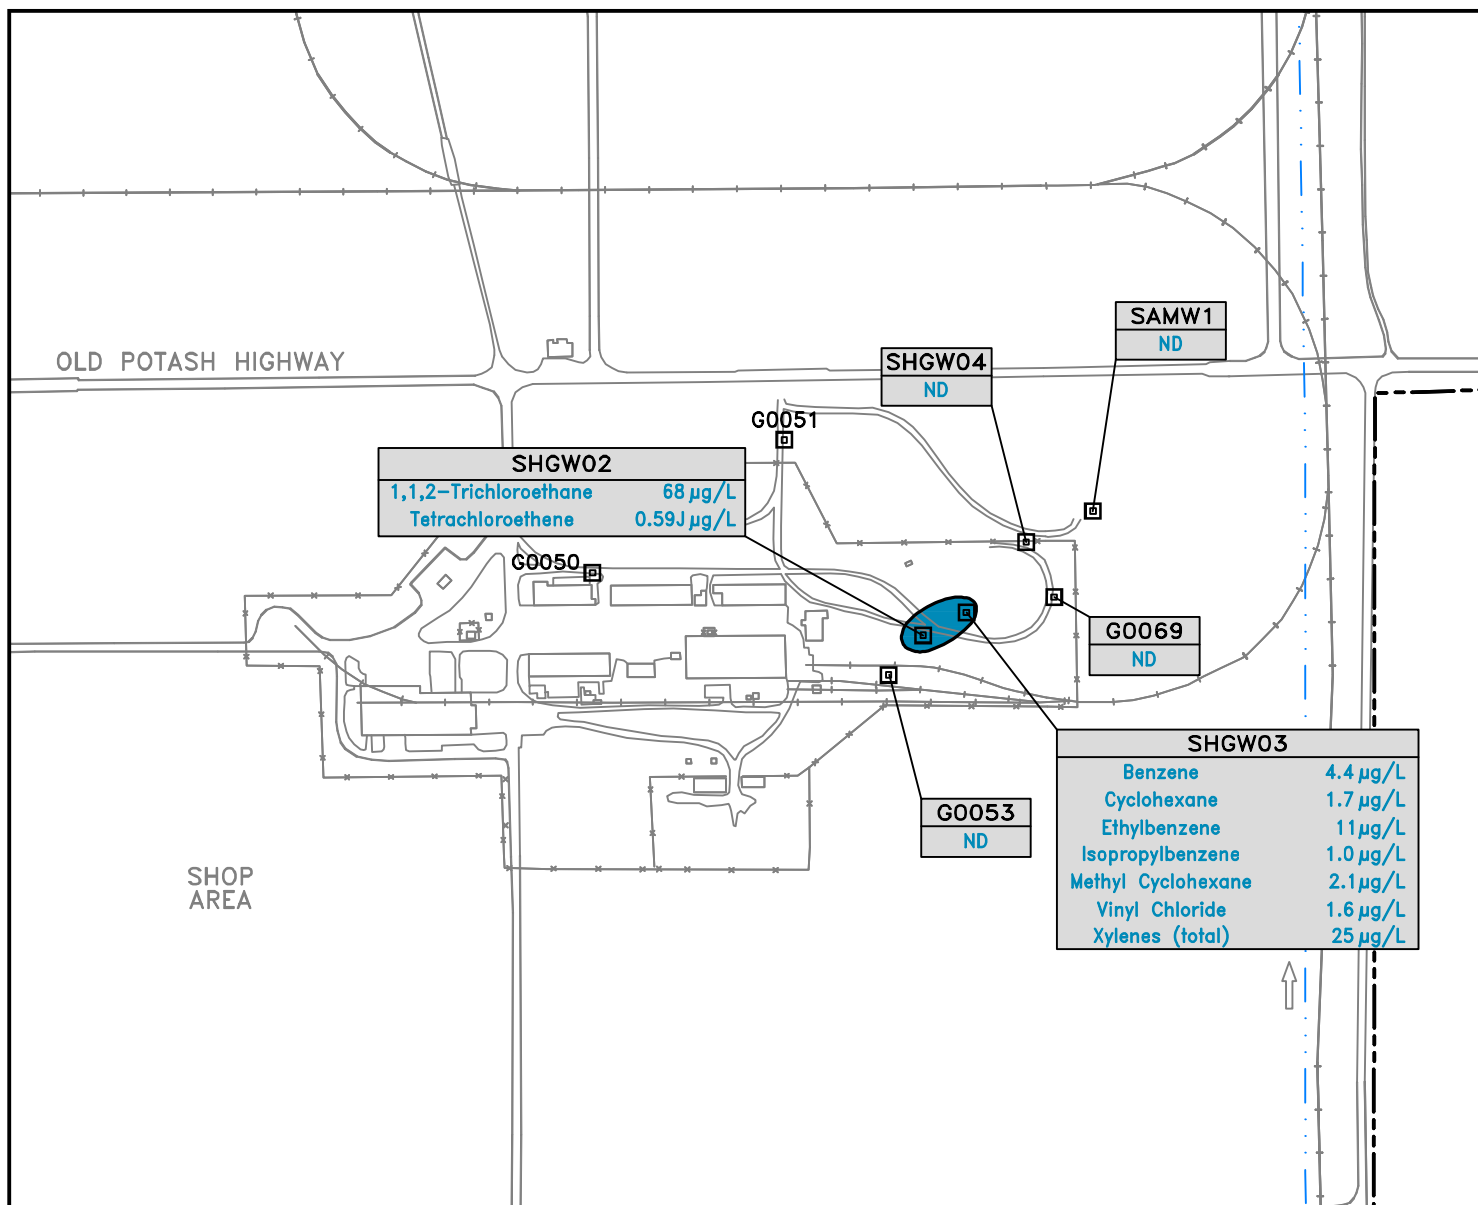 SAMW1
ND
OLD POTASH HIGHWAY
SHGW04
ND
G0051
SHGW02
1,1,2-Trichloroethane 68 µg/L
Tetrachloroethene 0.59J µg/L
G0050
G0069
ND
SHGW03
Benzene 4.4 µg/L
Cyclohexane 1.7 µg/L
Ethylbenzene 11 µg/L
Isopropylbenzene 1.0 µg/L
Methyl Cyclohexane 2.1 µg/L
Vinyl Chloride 1.6 µg/L
Xylenes (total) 25 µg/L
G0053
ND
SHOP
AREA